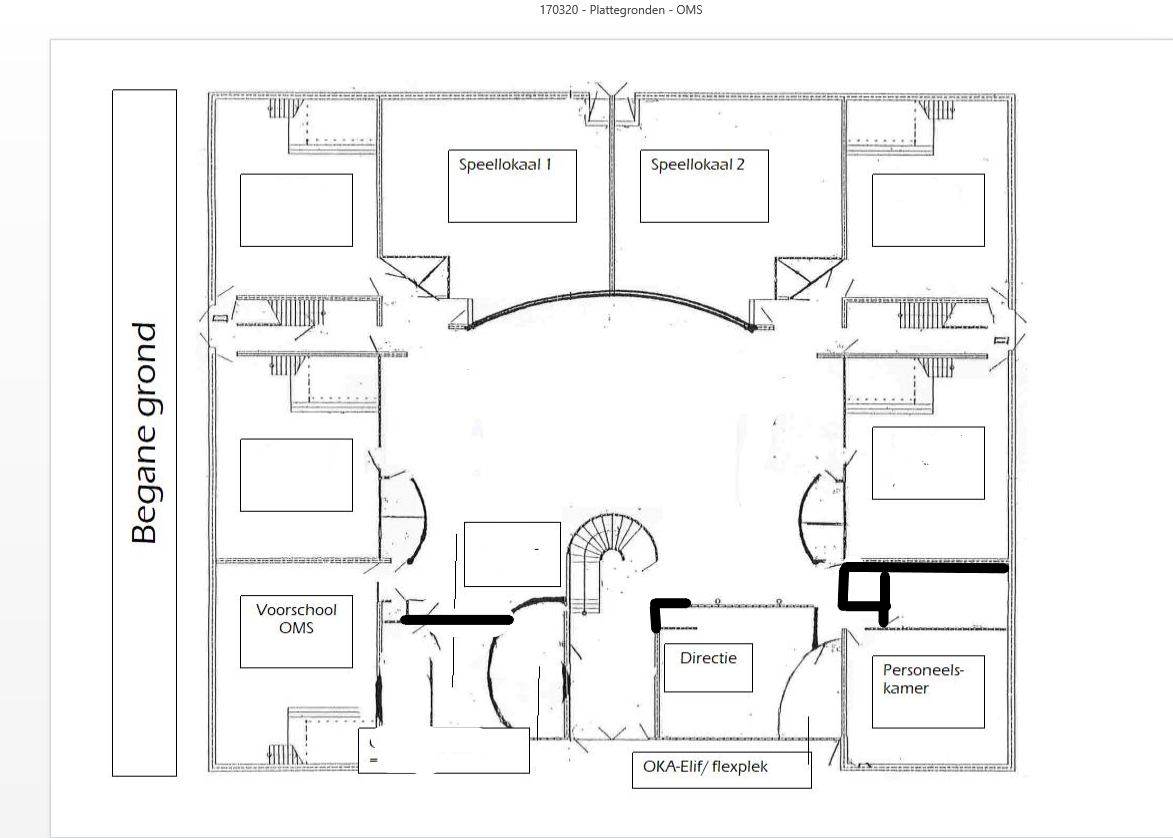 170320 - Plattegronden - OMS
Begane grond
Speellokaal 1
Speellokaal 2
Voorschool
OMS
Directie
Personeels-
kamer
OKA-Elif/ flexplek